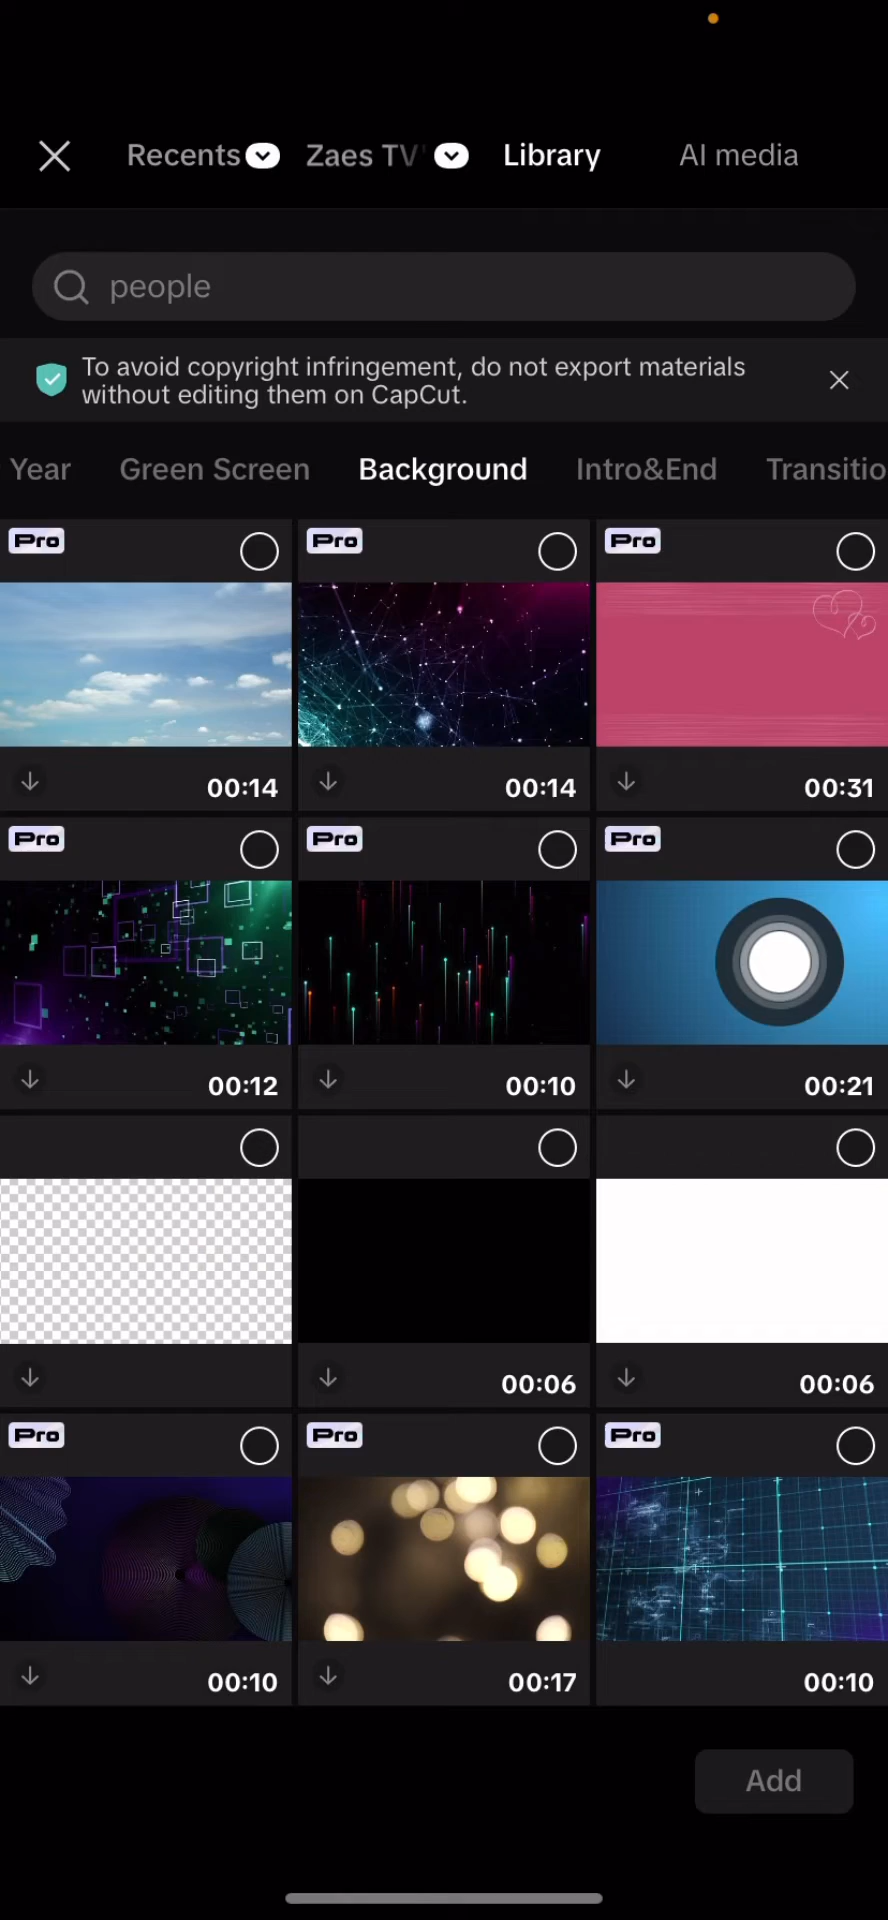 Recents Zaes TV' Library AI media
people
To avoid copyright infringement, do not export materials
without editing them on CapCut.
Year Green Screen Background Intro&End Transitio
Pro Pro Pro
00:14 00:14 00:31
Pro Pro Pro
00:12 00:10 00:21
00:06 00:06
Pro Pro Pro
00:10 00:17 00:10
Add